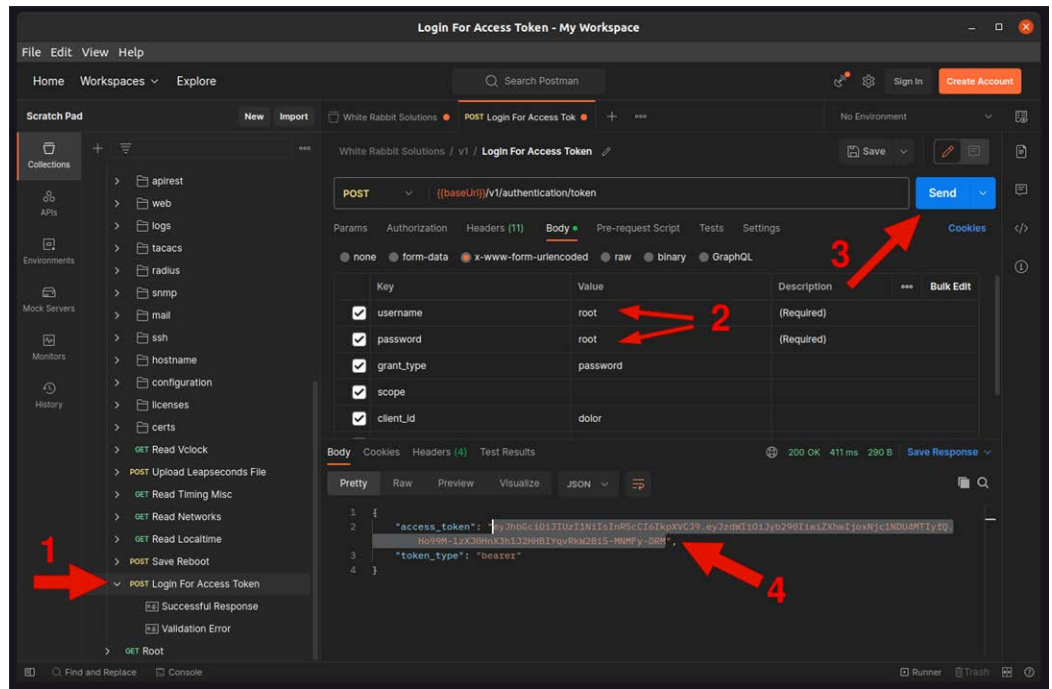 Login For Access Token - My Workspace
File Edit View Help
Home Workspaces Explore Search Postman Sign In Create Account
Scratch Pad New Import White Rabbit Solutions POST Login For Access Tok No Environment
Collections
APIs
Environments
Mock Servers
Monitors
History
apirest
web
logs
tacacs
radius
snmp
mail
ssh
hostname
configuration
licenses
certs
GET Read Vclock
POST Upload Leapseconds File
GET Read Timing Misc
GET Read Networks
GET Read Localtime
POST Save Reboot
1
POST Login For Access Token
e.g. Successful Response
e.g. Validation Error
GET Root
White Rabbit Solutions / v1 / Login For Access Token Save
POST {{baseUrl}}/v1/authentication/token Send
Params Authorization Headers (11) Body Pre-request Script Tests Settings Cookies
none form-data x-www-form-urlencoded raw binary GraphQL
3
Key Value Description Bulk Edit
username root (Required)
2
password root (Required)
grant_type password
scope
client_id dolor
Body Cookies Headers (4) Test Results 200 OK 411 ms 290 B Save Response
Pretty Raw Preview Visualize JSON
1 {
2 "access_token":
3 "token_type": "bearer"
4 }
4
Find and Replace Console Runner Trash